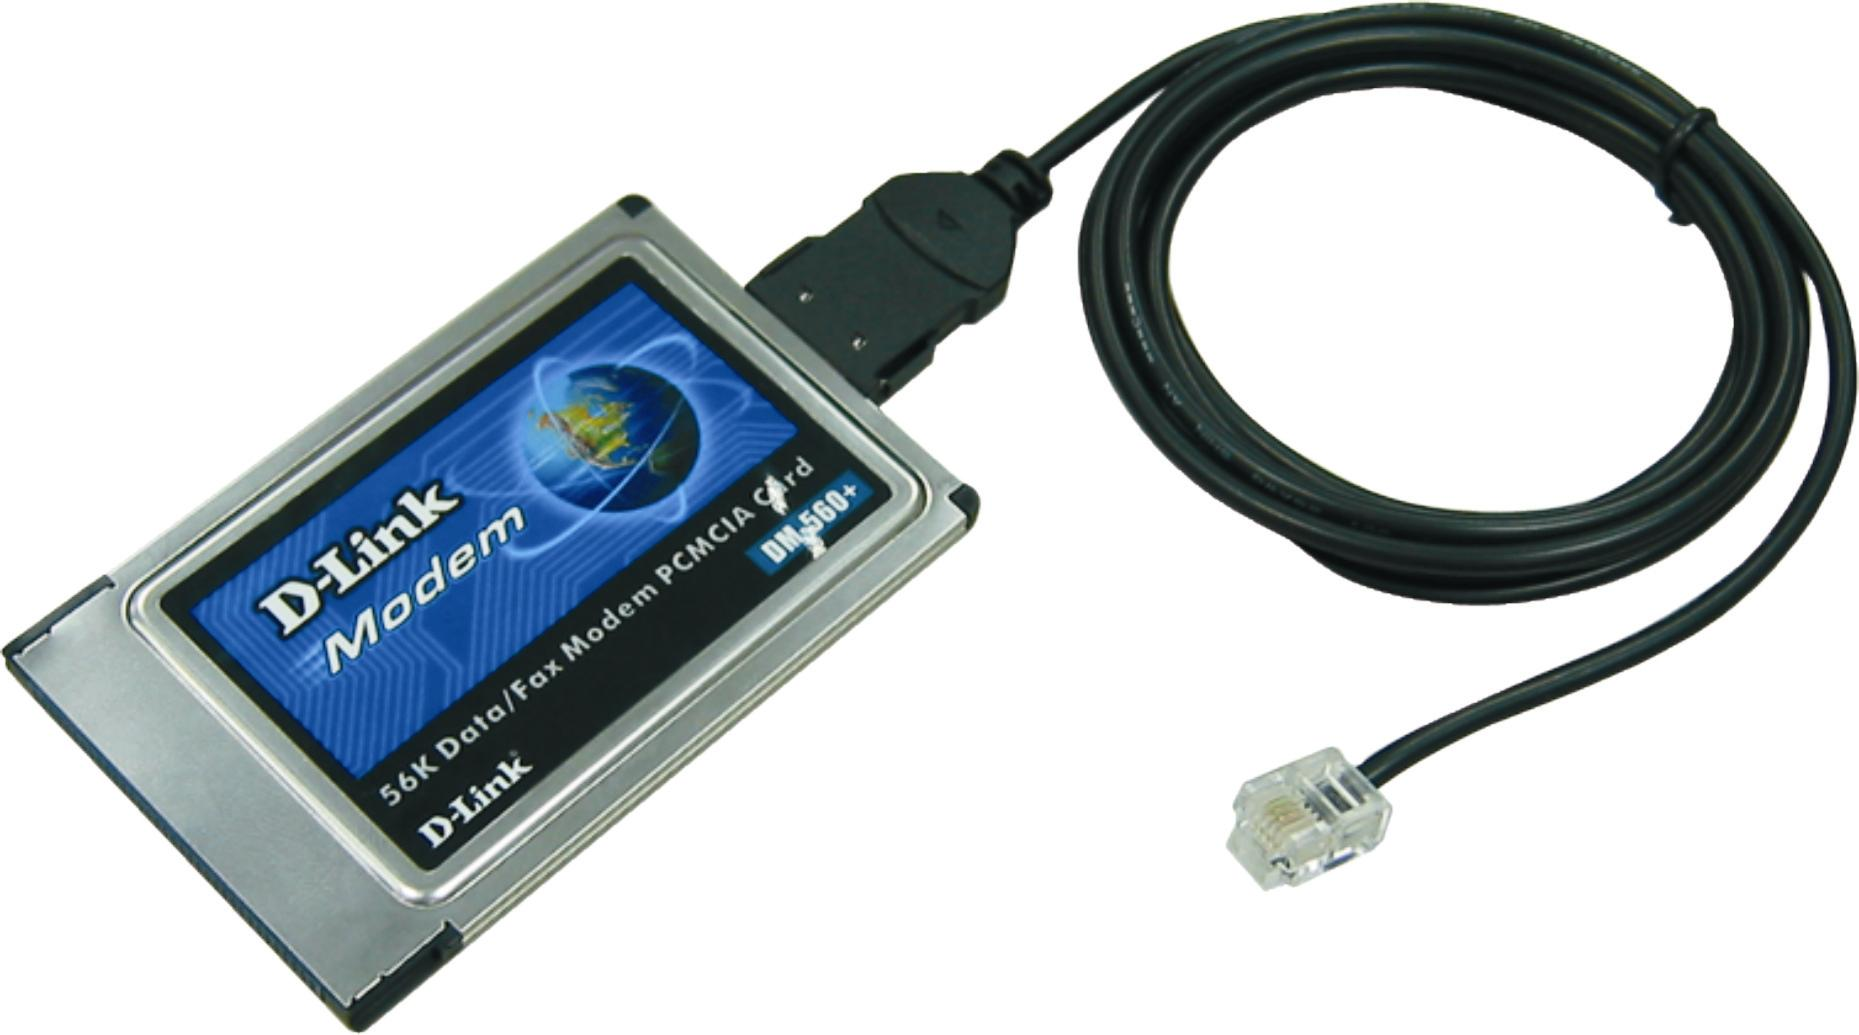 D-Link
Modem
56K Data/Fax Modem PCMCIA Card
DM-560+
D-Link®